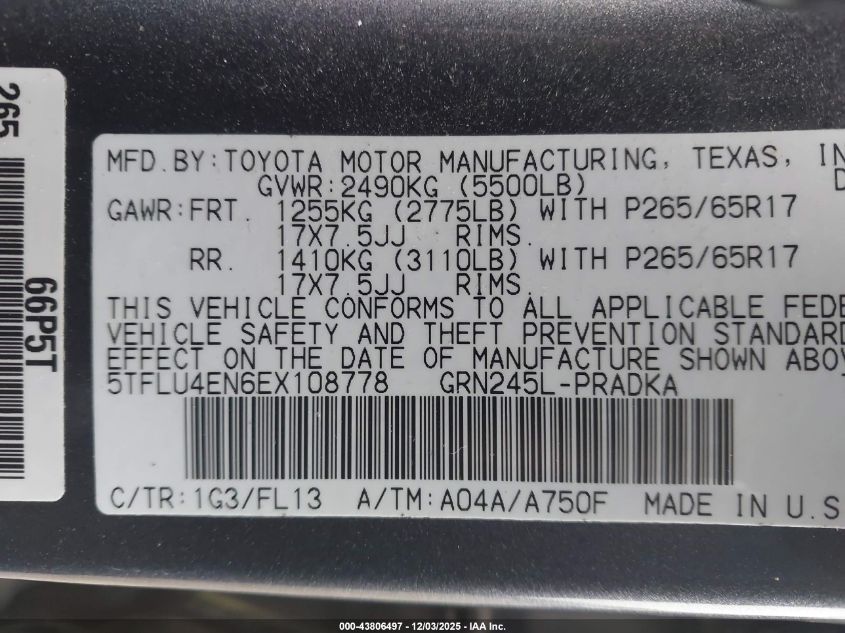 265
66P5T
MFD.BY:TOYOTA MOTOR MANUFACTURING, TEXAS, IN
GVWR:2490KG (5500LB) D
GAWR:FRT. 1255KG (2775LB) WITH P265/65R17
17X7.5JJ RIMS.
RR. 1410KG (3110LB) WITH P265/65R17
17X7.5JJ RIMS.
THIS VEHICLE CONFORMS TO ALL APPLICABLE FEDE
VEHICLE SAFETY AND THEFT PREVENTION STANDARD
EFFECT ON THE DATE OF MANUFACTURE SHOWN ABOV
5TFLU4EN6EX108778 GRN245L-PRADKA
C/TR:1G3/FL13 A/TM:A04A/A750F MADE IN U.S
000-43806497 - 12/03/2025 - IAA Inc.